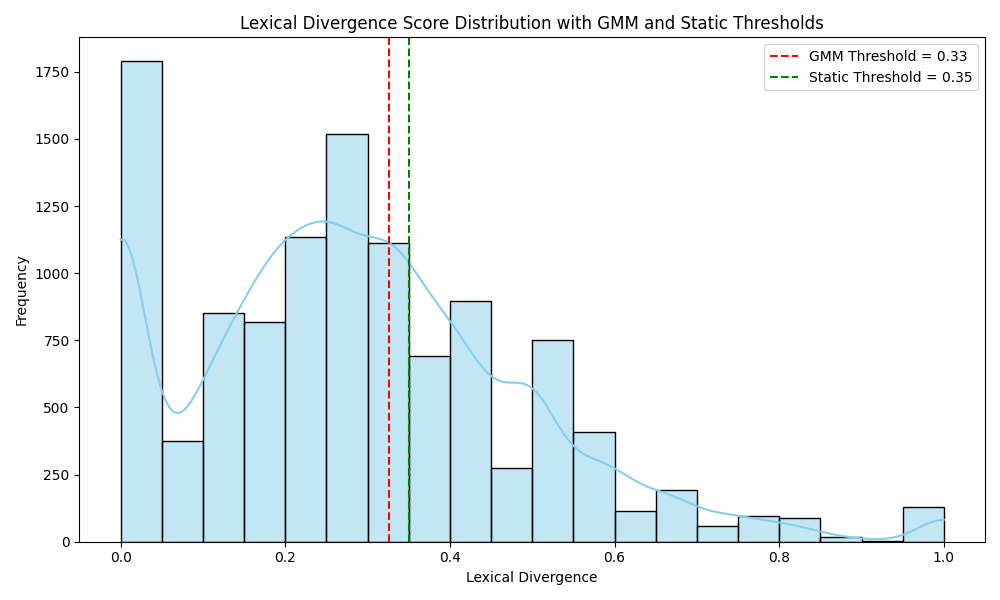 Lexical Divergence Score Distribution with GMM and Static Thresholds
GMM Threshold = 0.33
Static Threshold = 0.35
Frequency
1750
1500
1250
1000
750
500
250
0
0.0 0.2 0.4 0.6 0.8 1.0
Lexical Divergence